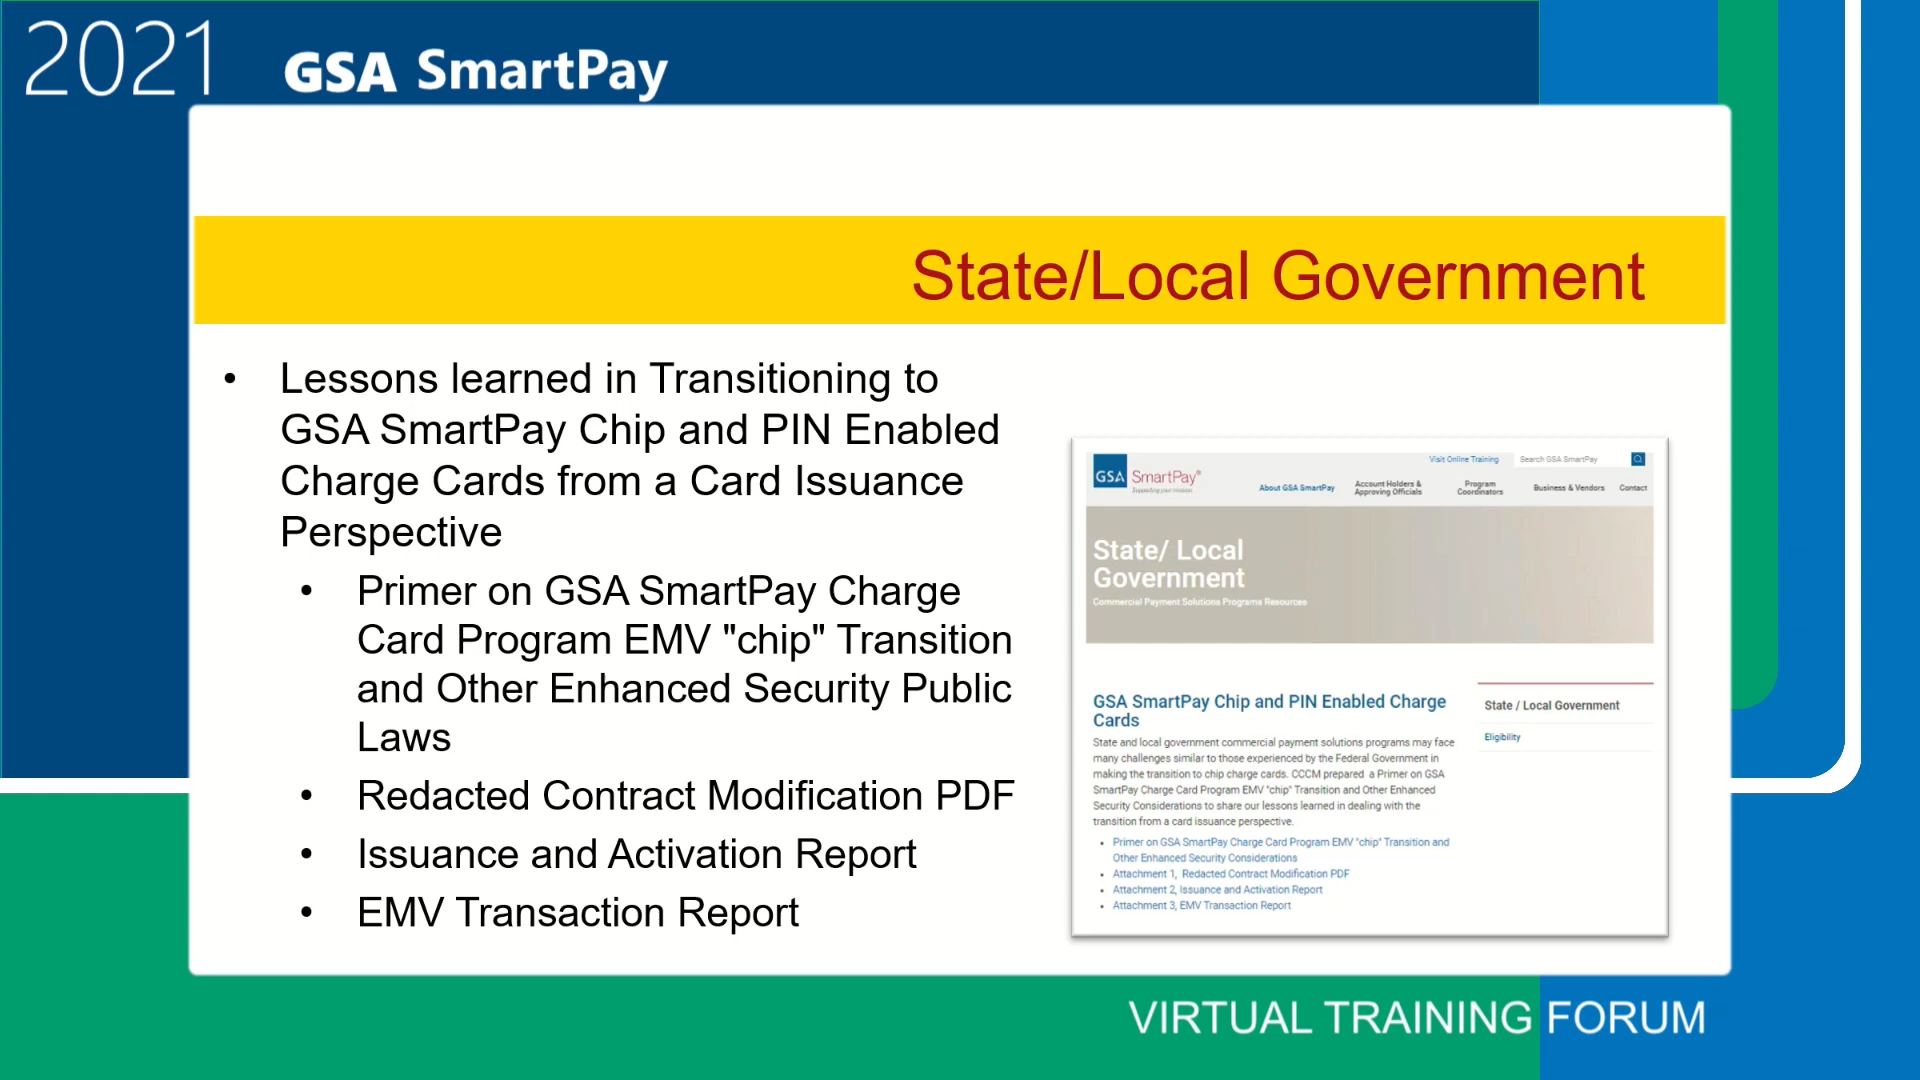 2021 GSA SmartPay
State/Local Government
• Lessons learned in Transitioning to
GSA SmartPay Chip and PIN Enabled
Charge Cards from a Card Issuance
Perspective
• Primer on GSA SmartPay Charge
Card Program EMV "chip" Transition
and Other Enhanced Security Public
Laws
• Redacted Contract Modification PDF
• Issuance and Activation Report
• EMV Transaction Report
Visit Online Training
Search GSA SmartPay
GSA SmartPay®
Expanding your mission
About GSA SmartPay
Account Holders &
Approving Officials
Program
Coordinators
Business & Vendors
Contact
State/ Local
Government
Commercial Payment Solutions Programs Resources
GSA SmartPay Chip and PIN Enabled Charge
Cards
State and local government commercial payment solutions programs may face
many challenges similar to those experienced by the Federal Government in
making the transition to chip charge cards. CCCM prepared a Primer on GSA
SmartPay Charge Card Program EMV "chip" Transition and Other Enhanced
Security Considerations to share our lessons learned in dealing with the
transition from a card issuance perspective.
• Primer on GSA SmartPay Charge Card Program EMV "chip" Transition and
Other Enhanced Security Considerations
• Attachment 1, Redacted Contract Modification PDF
• Attachment 2, Issuance and Activation Report
• Attachment 3, EMV Transaction Report
State / Local Government
Eligibility
VIRTUAL TRAINING FORUM